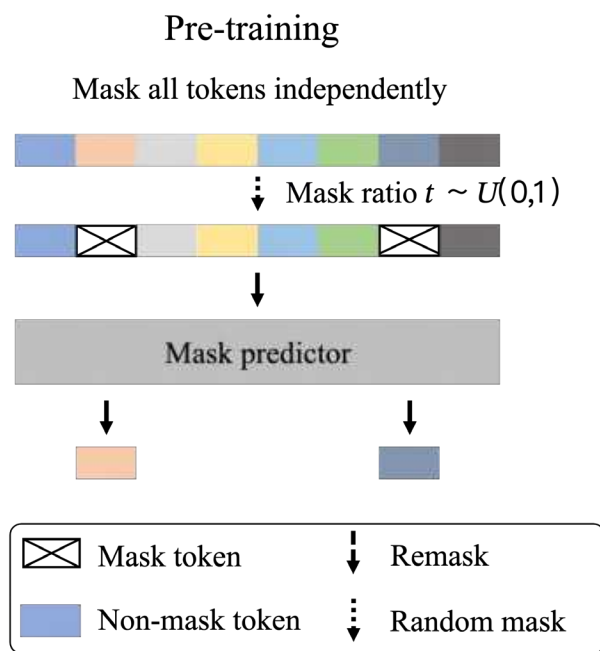 Pre-training
Mask all tokens independently
Mask ratio t ~ U(0,1)
Mask predictor
Mask token
Remask
Non-mask token
Random mask